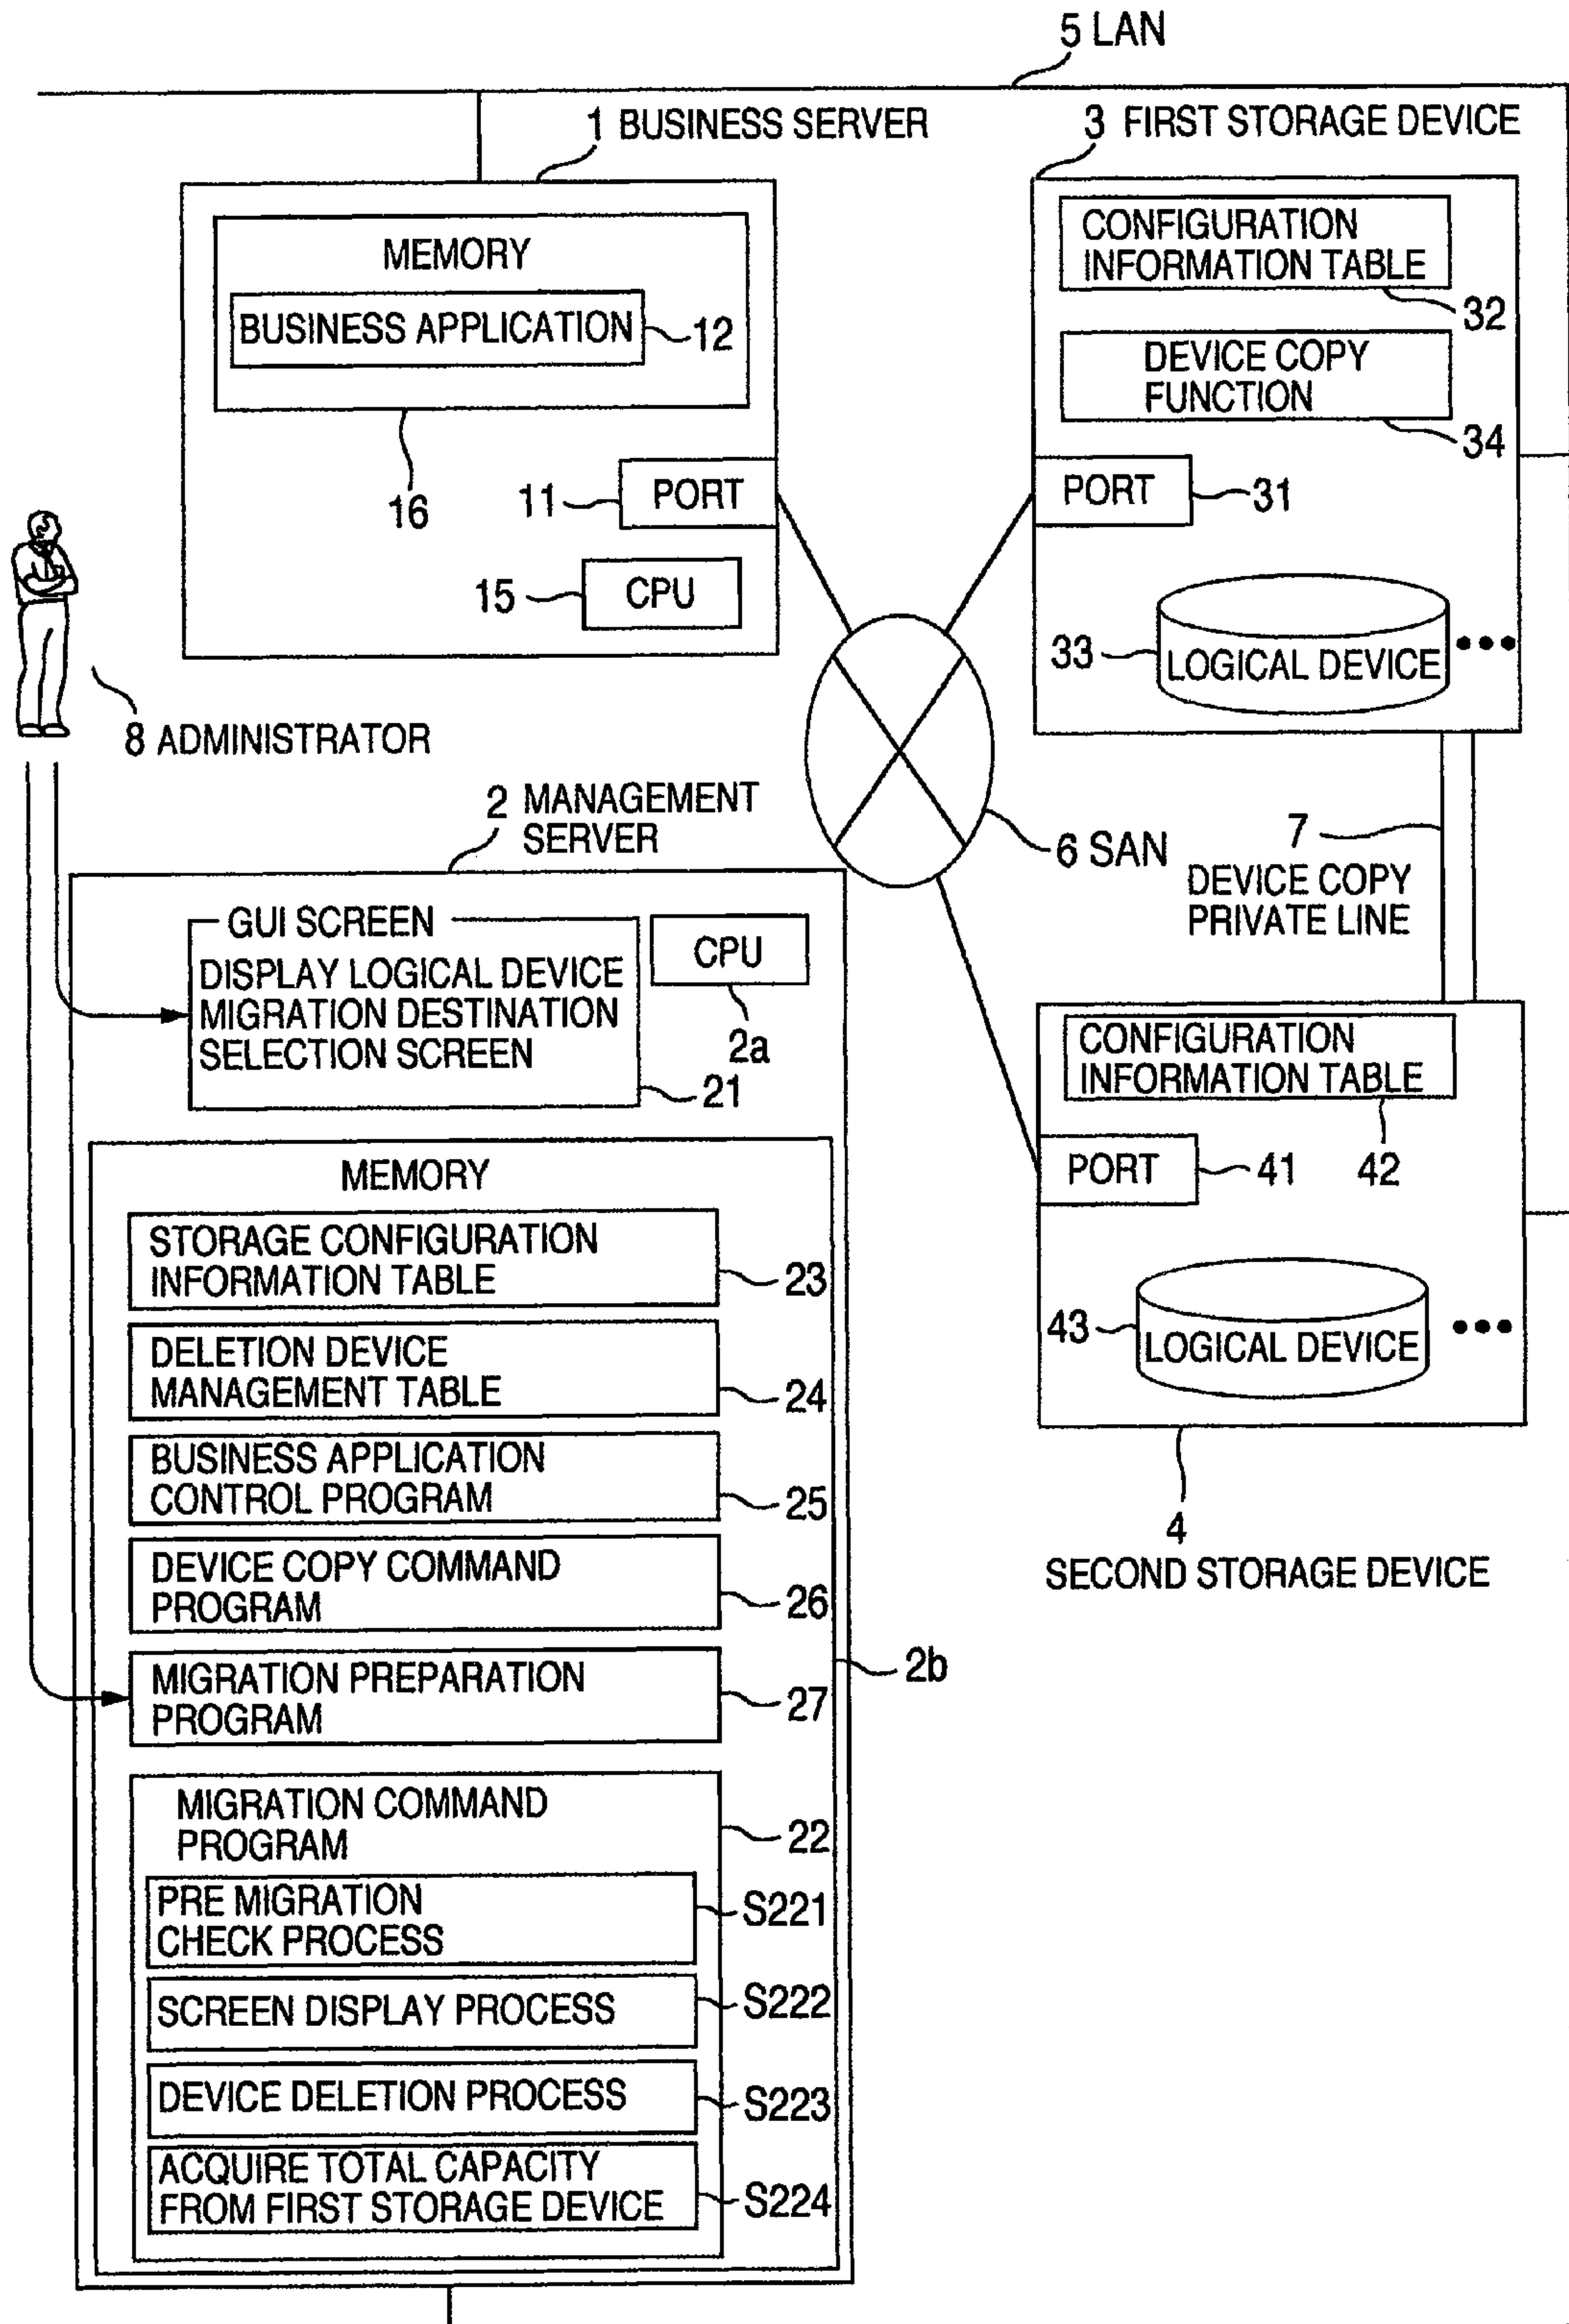 5 LAN
1 BUSINESS SERVER
3 FIRST STORAGE DEVICE
MEMORY
BUSINESS APPLICATION
12
16
11
PORT
15
CPU
CONFIGURATION
INFORMATION TABLE
32
DEVICE COPY
FUNCTION
34
PORT
31
33
LOGICAL DEVICE
8 ADMINISTRATOR
6 SAN
7
DEVICE COPY
PRIVATE LINE
2 MANAGEMENT
SERVER
GUI SCREEN
DISPLAY LOGICAL DEVICE
MIGRATION DESTINATION
SELECTION SCREEN
21
CPU
2a
CONFIGURATION
INFORMATION TABLE
42
PORT
41
43
LOGICAL DEVICE
4
SECOND STORAGE DEVICE
MEMORY
STORAGE CONFIGURATION
INFORMATION TABLE
23
DELETION DEVICE
MANAGEMENT TABLE
24
BUSINESS APPLICATION
CONTROL PROGRAM
25
DEVICE COPY COMMAND
PROGRAM
26
MIGRATION PREPARATION
PROGRAM
27
2b
MIGRATION COMMAND
PROGRAM
22
PRE MIGRATION
CHECK PROCESS
S221
SCREEN DISPLAY PROCESS
S222
DEVICE DELETION PROCESS
S223
ACQUIRE TOTAL CAPACITY
FROM FIRST STORAGE DEVICE
S224